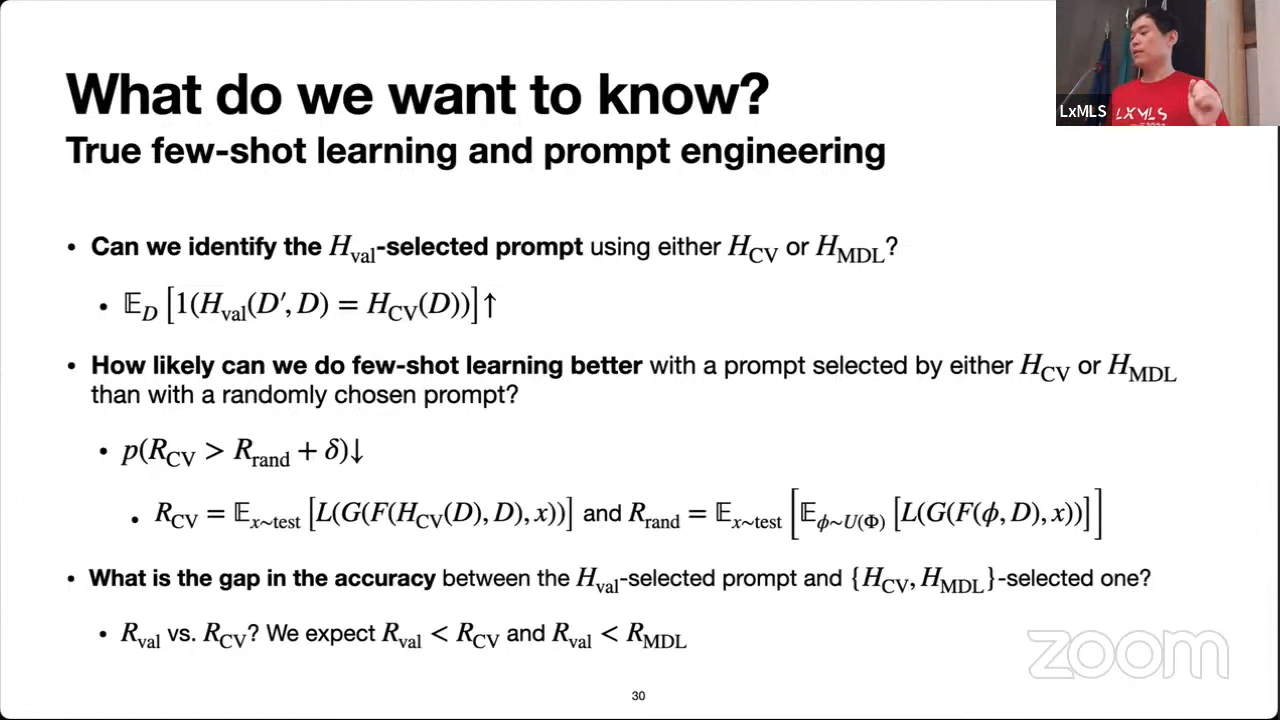 What do we want to know?
True few-shot learning and prompt engineering
• Can we identify the H_val-selected prompt using either H_CV or H_MDL?
• 𝔼_D [1(H_val(D′, D) = H_CV(D))]↑
• How likely can we do few-shot learning better with a prompt selected by either H_CV or H_MDL
than with a randomly chosen prompt?
• p(R_CV > R_rand + δ)↓
• R_CV = 𝔼_x∼test [L(G(F(H_CV(D), D), x))] and R_rand = 𝔼_x∼test [𝔼_ϕ∼U(Φ) [L(G(F(ϕ, D), x))]]
• What is the gap in the accuracy between the H_val-selected prompt and {H_CV, H_MDL}-selected one?
• R_val vs. R_CV? We expect R_val < R_CV and R_val < R_MDL
30
LxMLS
LXMLS
zoom